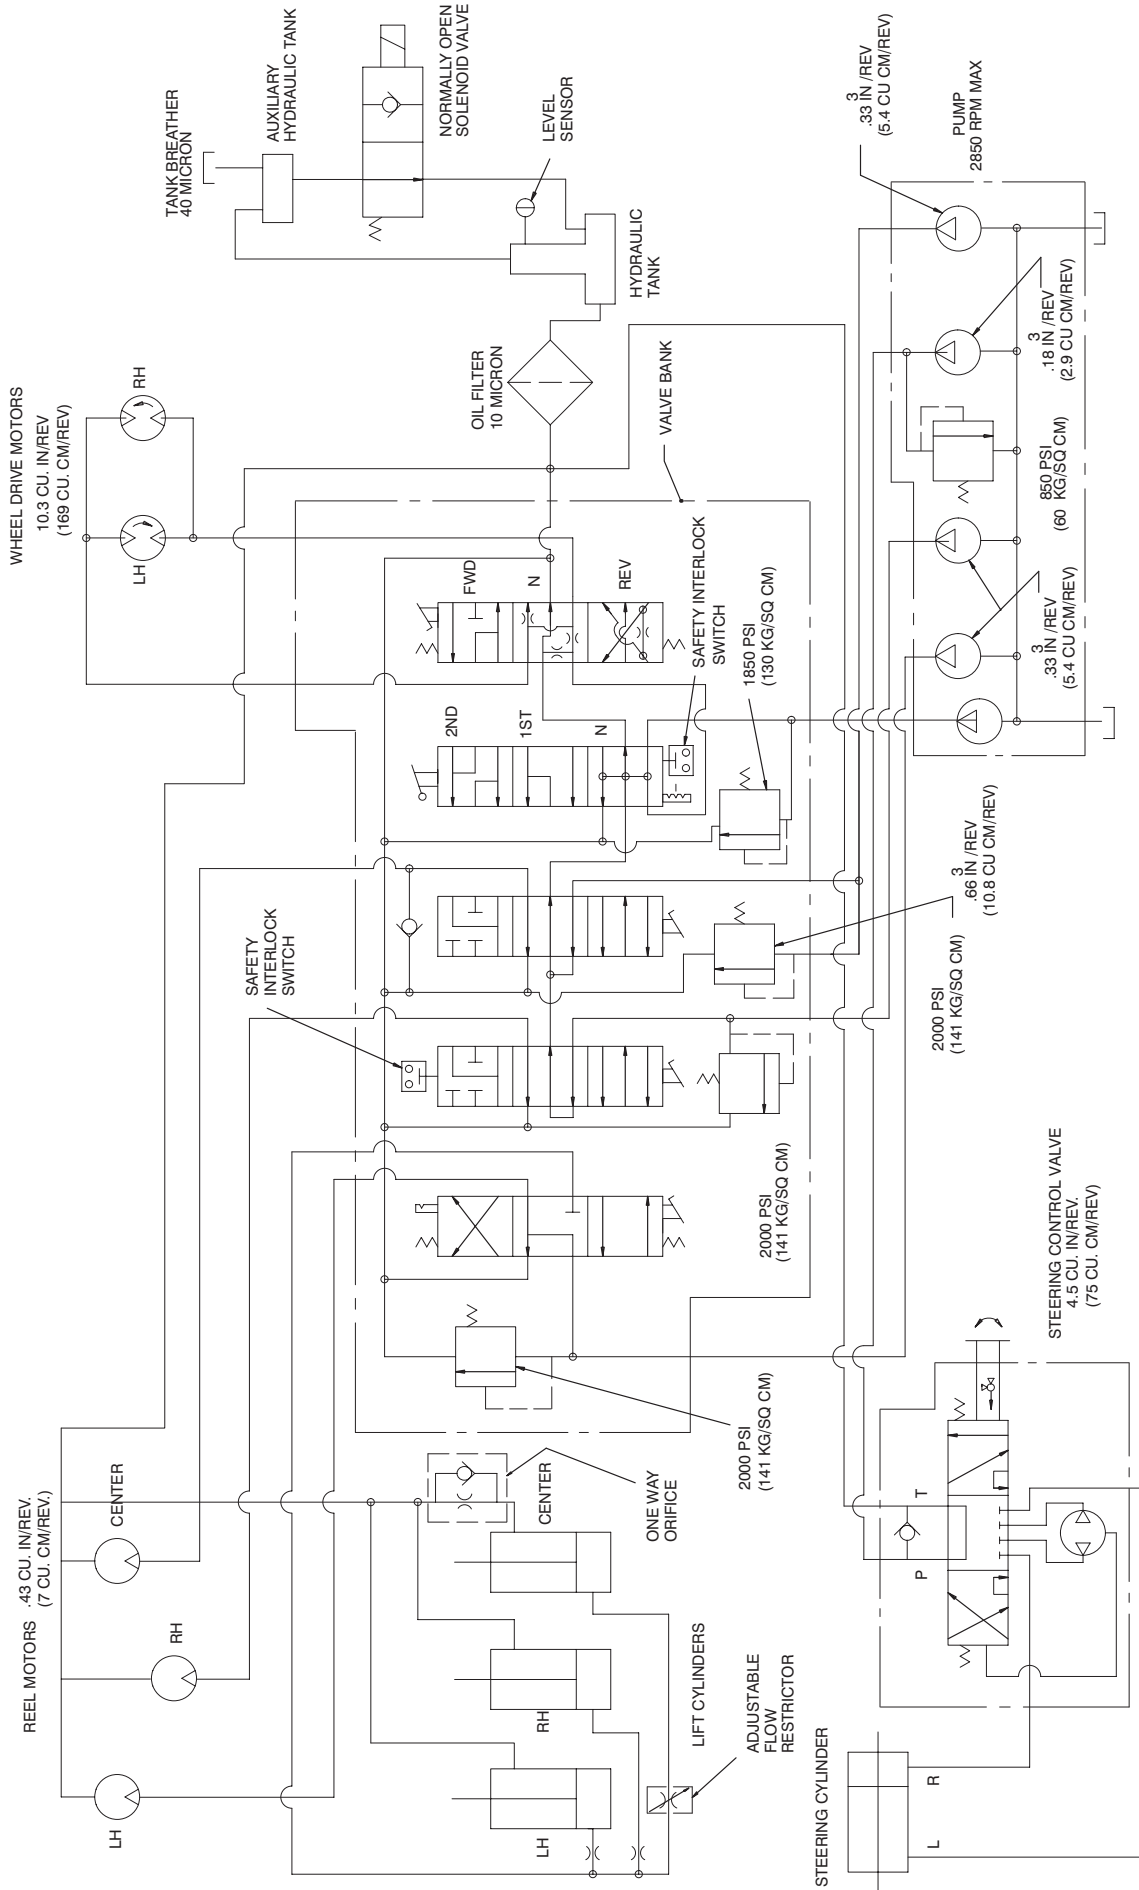 WHEEL DRIVE MOTORS
10.3 CU. IN/REV
(169 CU. CM/REV)
LH
RH
TANK BREATHER
40 MICRON
AUXILIARY
HYDRAULIC TANK
NORMALLY OPEN
SOLENOID VALVE
LEVEL
SENSOR
HYDRAULIC
TANK
OIL FILTER
10 MICRON
VALVE BANK
FWD
N
REV
SAFETY INTERLOCK
SWITCH
2ND
1ST
N
1850 PSI
(130 KG/SQ CM)
SAFETY
INTERLOCK
SWITCH
2000 PSI
(141 KG/SQ CM)
2000 PSI
(141 KG/SQ CM)
2000 PSI
(141 KG/SQ CM)
3
.66 IN /REV
(10.8 CU CM/REV)
3
.33 IN /REV
(5.4 CU CM/REV)
850 PSI
(60 KG/SQ CM)
3
.18 IN /REV
(2.9 CU CM/REV)
3
.33 IN /REV
(5.4 CU CM/REV)
PUMP
2850 RPM MAX
REEL MOTORS .43 CU. IN/REV.
(7 CU. CM/REV.)
LH
RH
CENTER
ONE WAY
ORIFICE
CENTER
RH
LH
LIFT CYLINDERS
ADJUSTABLE
FLOW
RESTRICTOR
STEERING CYLINDER
L
R
P
T
STEERING CONTROL VALVE
4.5 CU. IN/REV.
(75 CU. CM/REV)